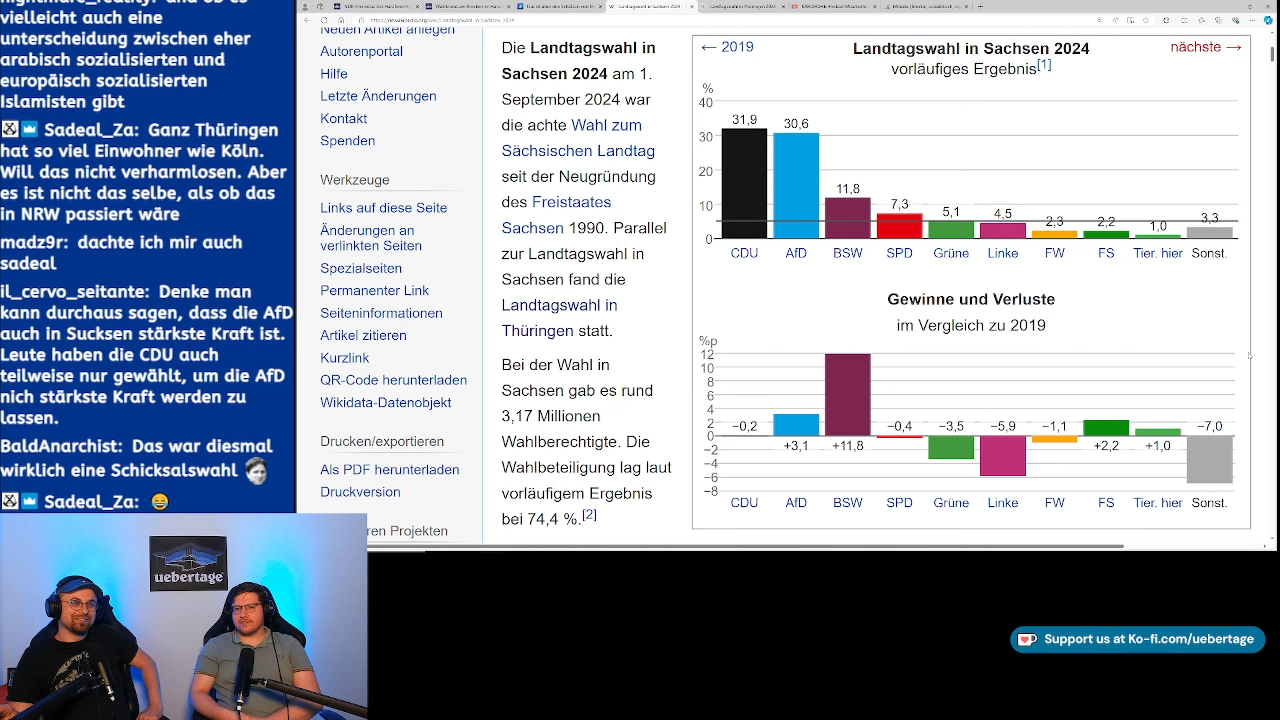 nightmare_reality: und ob es
vielleicht auch eine
unterscheidung zwischen eher
arabisch sozialisierten und
europäisch sozialisierten
Islamisten gibt
Sadeal_Za: Ganz Thüringen
hat so viel Einwohner wie Köln.
Will das nicht verharmlosen. Aber
es ist nicht das selbe, als ob das
in NRW passiert wäre
madz9r: dachte ich mir auch
sadeal
il_cervo_seitante: Denke man
kann durchaus sagen, dass die AfD
auch in Sucksen stärkste Kraft ist.
Leute haben die CDU auch
teilweise nur gewählt, um die AfD
nich stärkste Kraft werden zu
lassen.
BaldAnarchist: Das war diesmal
wirklich eine Schicksalswahl
Sadeal_Za:
uebertage
Neuen Artikel anlegen
Autorenportal
Hilfe
Letzte Änderungen
Kontakt
Spenden
Werkzeuge
Links auf diese Seite
Änderungen an
verlinkten Seiten
Spezialseiten
Permanenter Link
Seiteninformationen
Artikel zitieren
Kurzlink
QR-Code herunterladen
Wikidata-Datenobjekt
Drucken/exportieren
Als PDF herunterladen
Druckversion
ren Projekten
Die Landtagswahl in
Sachsen 2024 am 1.
September 2024 war
die achte Wahl zum
Sächsischen Landtag
seit der Neugründung
des Freistaates
Sachsen 1990. Parallel
zur Landtagswahl in
Sachsen fand die
Landtagswahl in
Thüringen statt.
Bei der Wahl in
Sachsen gab es rund
3,17 Millionen
Wahlberechtigte. Die
Wahlbeteiligung lag laut
vorläufigem Ergebnis
bei 74,4 %.[2]
← 2019 Landtagswahl in Sachsen 2024 nächste →
vorläufiges Ergebnis[1]
%
40
30
20
10
0
31,9 30,6 11,8 7,3 5,1 4,5 2,3 2,2 1,0 3,3
CDU AfD BSW SPD Grüne Linke FW FS Tier. hier Sonst.
Gewinne und Verluste
im Vergleich zu 2019
%p
12
10
8
6
4
2
0
−2
−4
−6
−8
−0,2 +3,1 +11,8 −0,4 −3,5 −5,9 −1,1 +2,2 +1,0 −7,0
CDU AfD BSW SPD Grüne Linke FW FS Tier. hier Sonst.
Support us at Ko-fi.com/uebertage